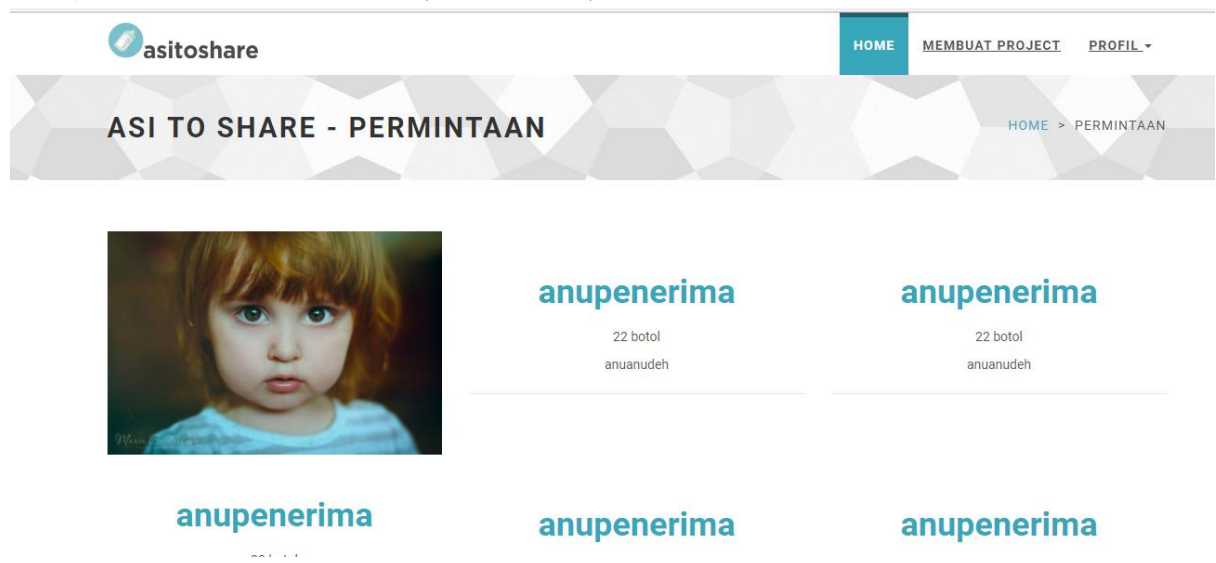 asitoshare
HOME MEMBUAT PROJECT PROFIL
ASI TO SHARE - PERMINTAAN
HOME > PERMINTAAN
anupenerima
22 botol
anuanudeh
anupenerima
22 botol
anuanudeh
anupenerima
anupenerima
anupenerima